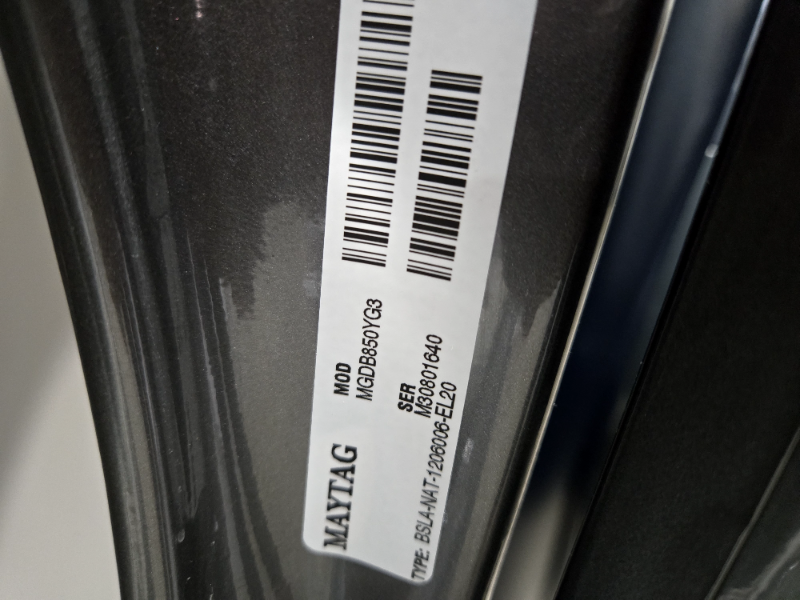 MAYTAG
MOD
MGDB850YG3
SER
M30801640
TYPE: BSLA-NAT-1206006-EL20